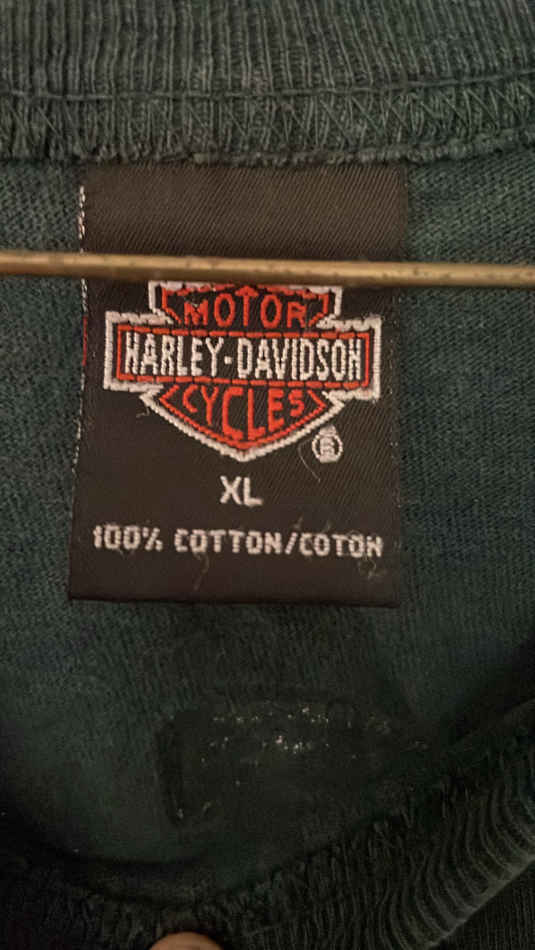 MOTOR
HARLEY-DAVIDSON
CYCLES
®
XL
100% COTTON/COTON